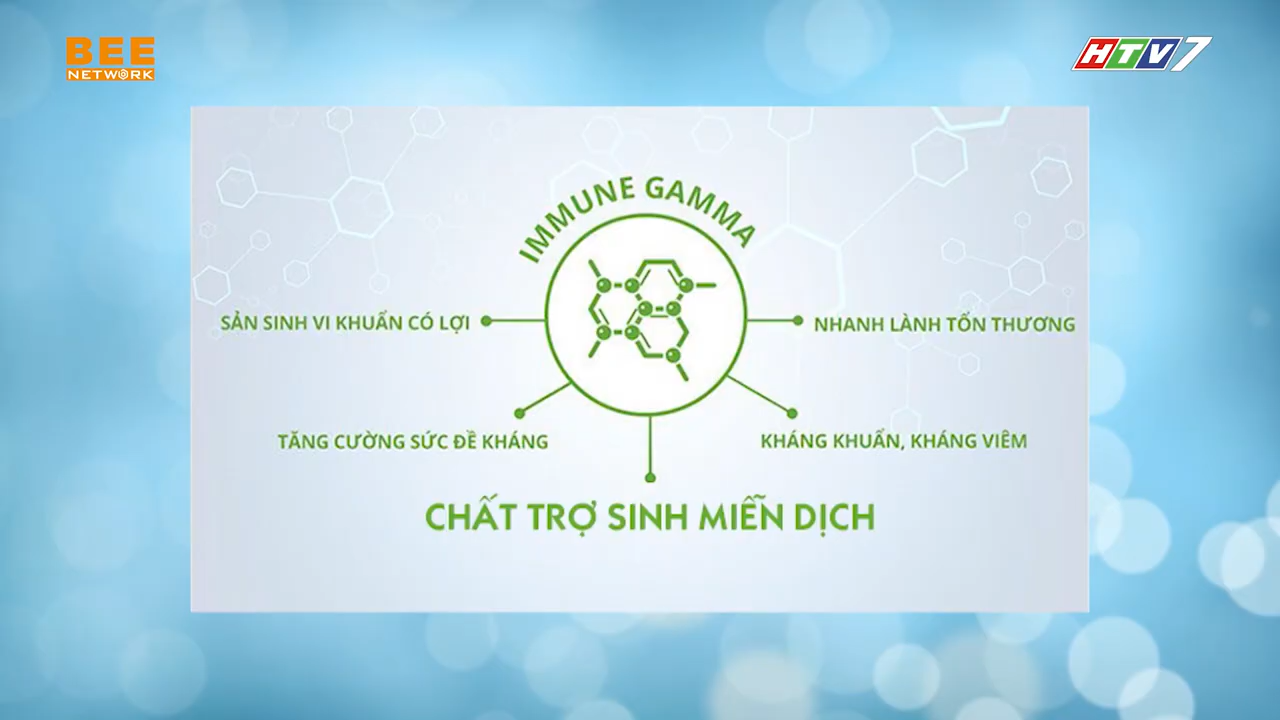 BEE
NETWORK
HTV7
IMMUNE GAMMA
SẢN SINH VI KHUẨN CÓ LỢI
NHANH LÀNH TỔN THƯƠNG
TĂNG CƯỜNG SỨC ĐỀ KHÁNG
KHÁNG KHUẨN, KHÁNG VIÊM
CHẤT TRỢ SINH MIỄN DỊCH